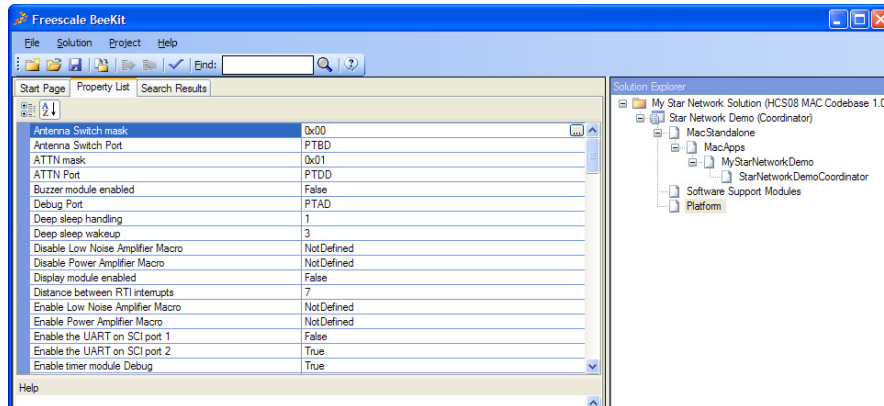 Freescale BeeKit
File Solution Project Help
Find:
Start Page Property List Search Results
Antenna Switch mask 0x00
Antenna Switch Port PTBD
ATTN mask 0x01
ATTN Port PTDD
Buzzer module enabled False
Debug Port PTAD
Deep sleep handling 1
Deep sleep wakeup 3
Disable Low Noise Amplifier Macro NotDefined
Disable Power Amplifier Macro NotDefined
Display module enabled False
Distance between RTI interrupts 7
Enable Low Noise Amplifier Macro NotDefined
Enable Power Amplifier Macro NotDefined
Enable the UART on SCI port 1 False
Enable the UART on SCI port 2 True
Enable timer module Debug True
Help
Solution Explorer
My Star Network Solution (HCS08 MAC Codebase 1.0
Star Network Demo (Coordinator)
MacStandalone
MacApps
MyStarNetworkDemo
StarNetworkDemoCoordinator
Software Support Modules
Platform